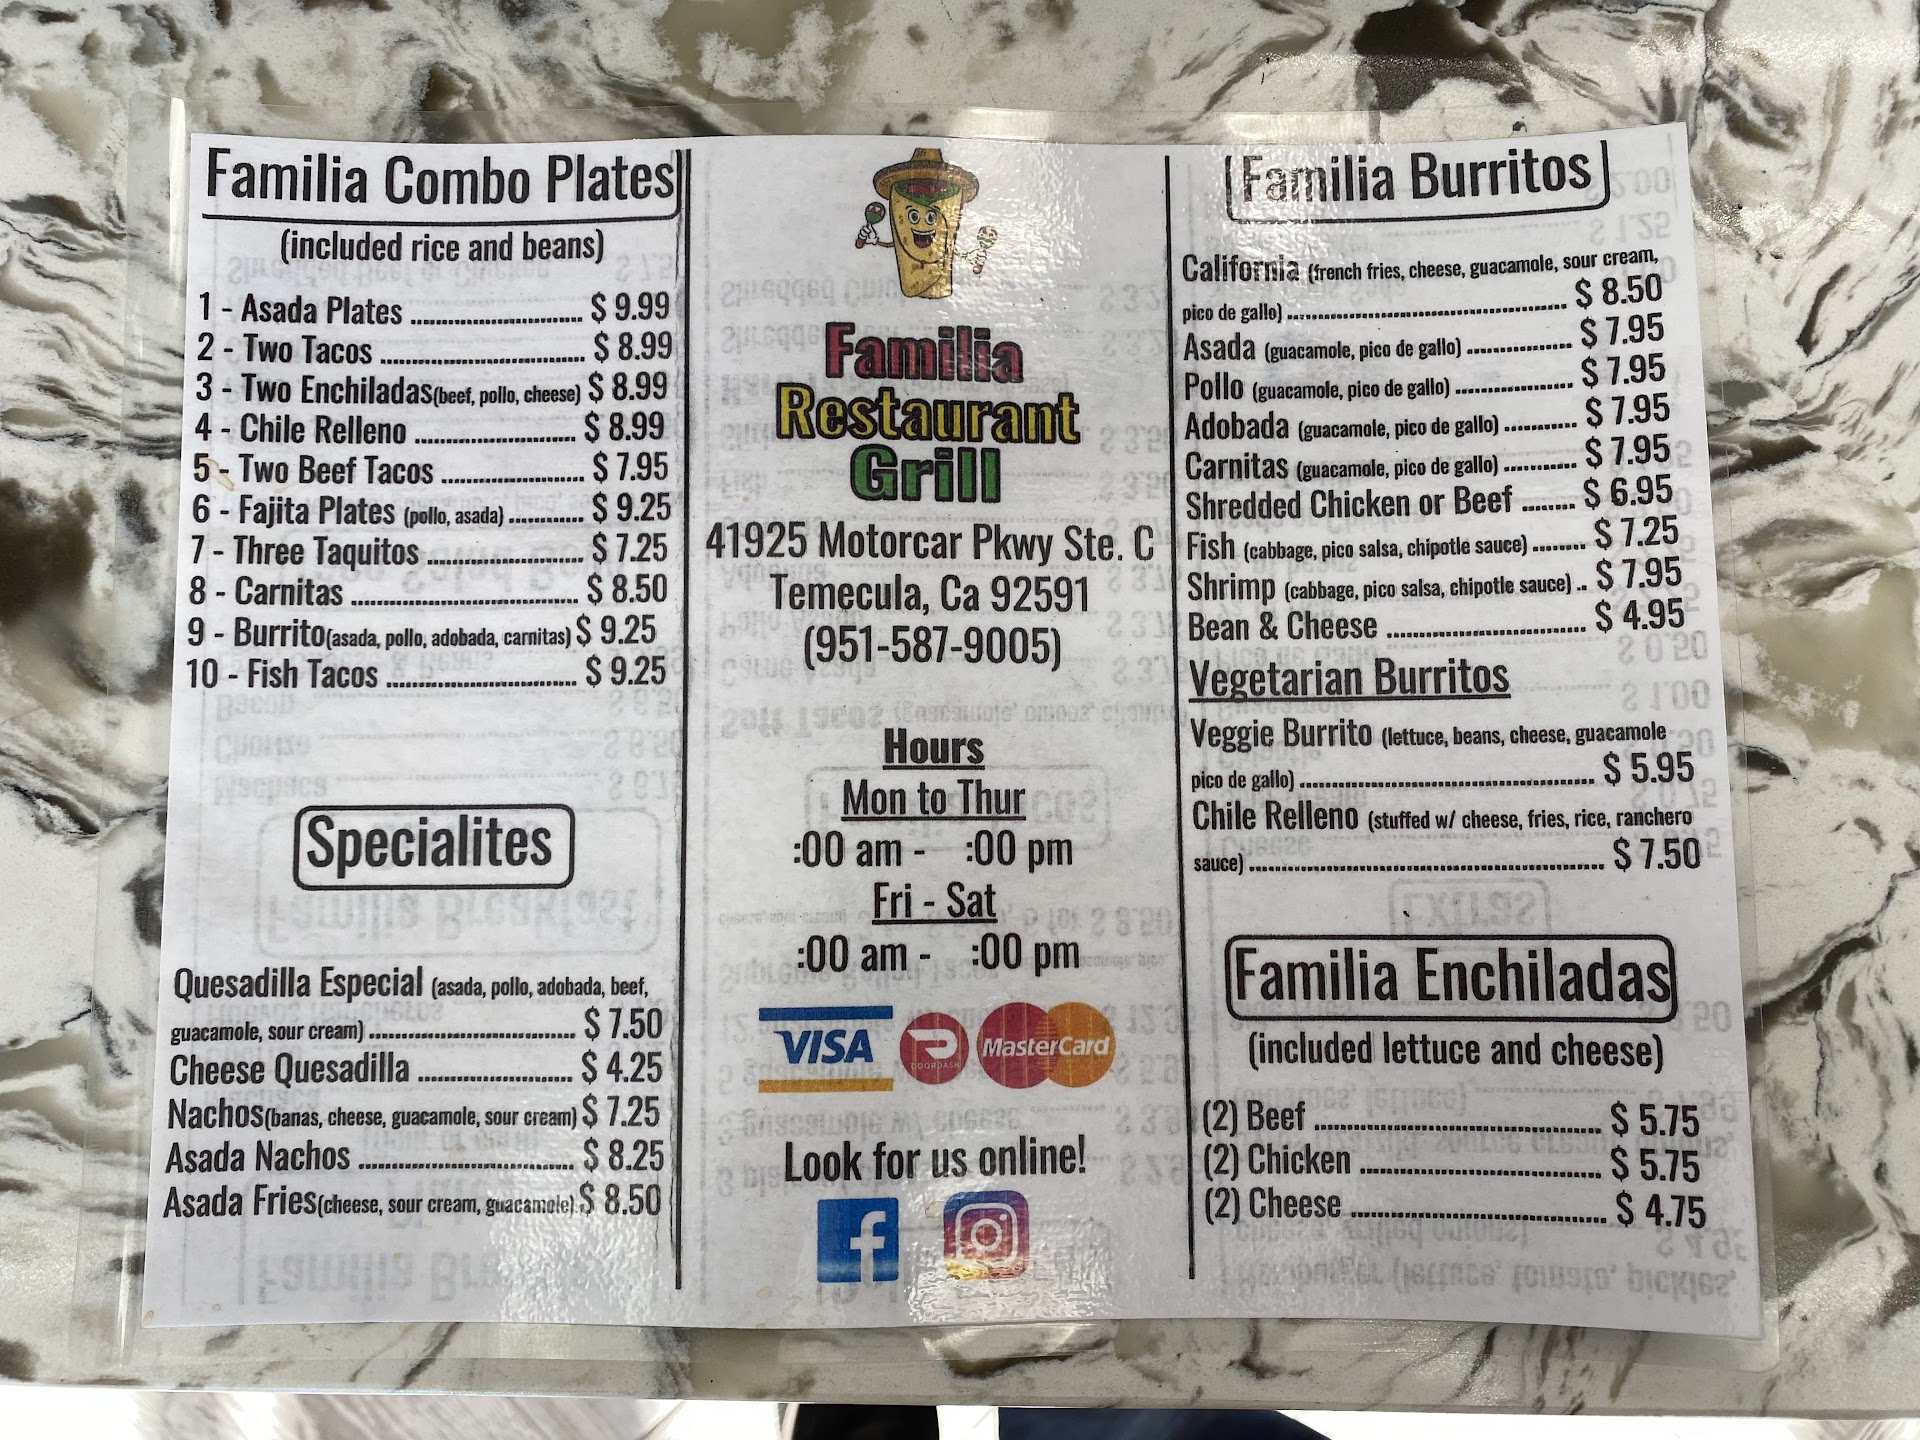 Familia Combo Plates
(included rice and beans)
1 - Asada Plates ............................. $ 9.99
2 - Two Tacos .................................. $ 8.99
3 - Two Enchiladas(beef, pollo, cheese) $ 8.99
4 - Chile Relleno ........................... $ 8.99
5 - Two Beef Tacos ........................ $ 7.95
6 - Fajita Plates (pollo, asada) ............. $ 9.25
7 - Three Taquitos .......................... $ 7.25
8 - Carnitas ...................................... $ 8.50
9 - Burrito(asada, pollo, adobada, carnitas) $ 9.25
10 - Fish Tacos ................................ $ 9.25
Specialites
Quesadilla Especial (asada, pollo, adobada, beef,
guacamole, sour cream) ................................... $ 7.50
Cheese Quesadilla .......................... $ 4.25
Nachos(banas, cheese, guacamole, sour cream) $ 7.25
Asada Nachos .................................... $ 8.25
Asada Fries(cheese, sour cream, guacamole). $ 8.50
Familia
Restaurant
Grill
41925 Motorcar Pkwy Ste. C
Temecula, Ca 92591
(951-587-9005)
Hours
Mon to Thur
:00 am - :00 pm
Fri - Sat
:00 am - :00 pm
VISA DOORDASH MasterCard
Look for us online!
Familia Burritos
California (french fries, cheese, guacamole, sour cream,
pico de gallo) ............................................... $ 8.50
Asada (guacamole, pico de gallo) .................. $ 7.95
Pollo (guacamole, pico de gallo) .................... $ 7.95
Adobada (guacamole, pico de gallo) ............ $ 7.95
Carnitas (guacamole, pico de gallo) ............ $ 7.95
Shredded Chicken or Beef ........ $ 6.95
Fish (cabbage, pico salsa, chipotle sauce) ......... $ 7.25
Shrimp (cabbage, pico salsa, chipotle sauce) .. $ 7.95
Bean & Cheese .................................. $ 4.95
Vegetarian Burritos
Veggie Burrito (lettuce, beans, cheese, guacamole
pico de gallo) .................................................. $ 5.95
Chile Relleno (stuffed w/ cheese, fries, rice, ranchero
sauce) ............................................................ $ 7.50
Familia Enchiladas
(included lettuce and cheese)
(2) Beef ................................................ $ 5.75
(2) Chicken ........................................ $ 5.75
(2) Cheese .......................................... $ 4.75